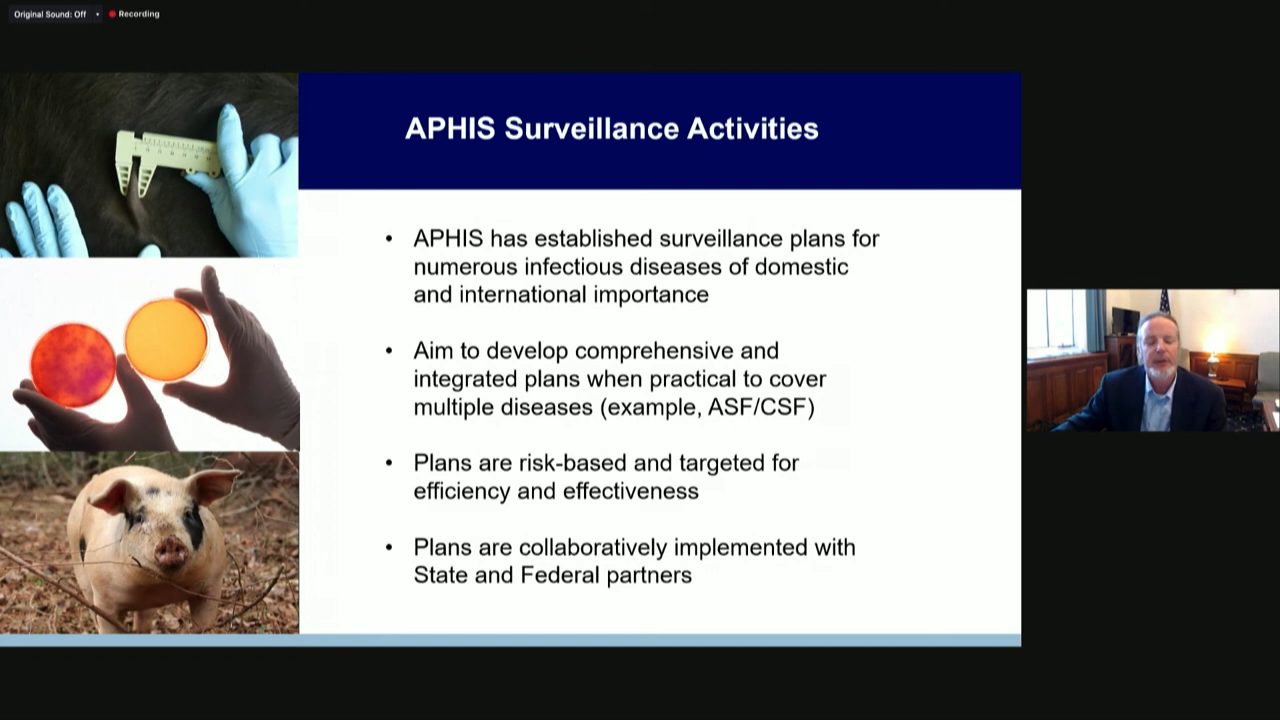 Original Sound: Off
Recording
APHIS Surveillance Activities
• APHIS has established surveillance plans for
numerous infectious diseases of domestic
and international importance
• Aim to develop comprehensive and
integrated plans when practical to cover
multiple diseases (example, ASF/CSF)
• Plans are risk-based and targeted for
efficiency and effectiveness
• Plans are collaboratively implemented with
State and Federal partners